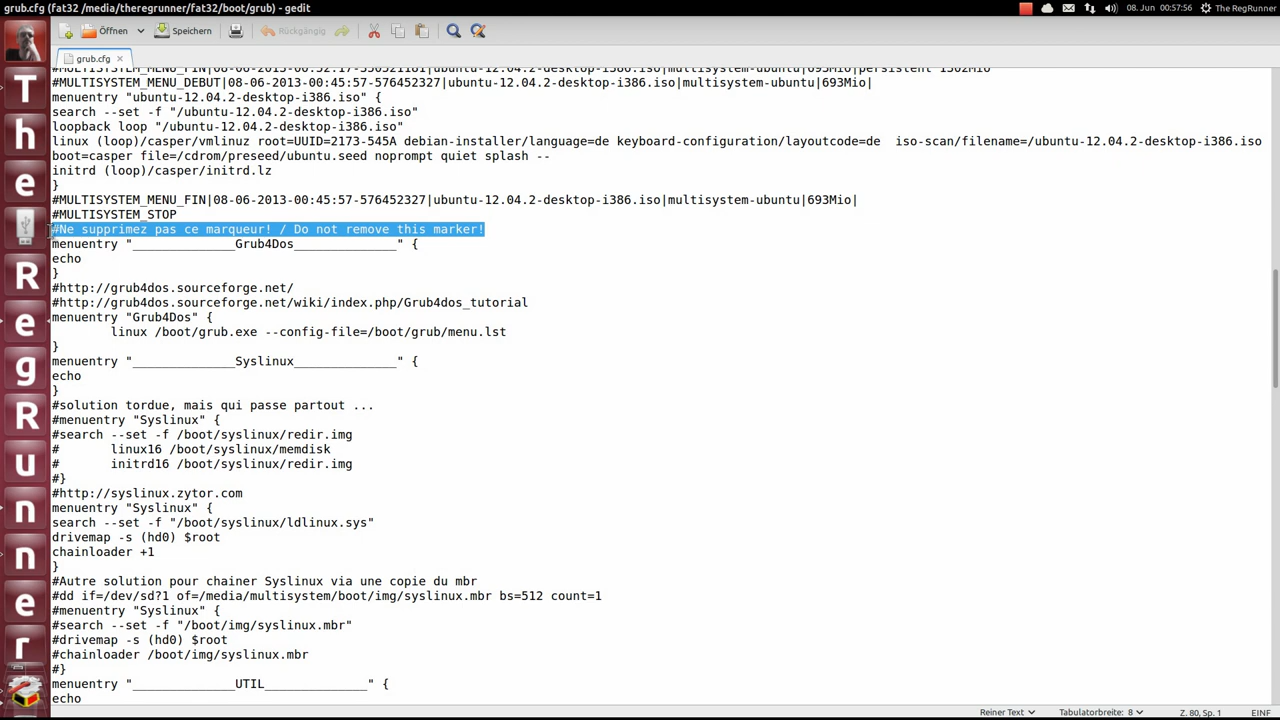 grub.cfg (fat32 /media/theregrunner/fat32/boot/grub) - gedit
08. Jun 00:57:56 The RegRunner
Öffnen Speichern Rückgängig
grub.cfg
#MULTISYSTEM_MENU_DEBUT|08-06-2013-00:45:57-576452327|ubuntu-12.04.2-desktop-i386.iso|multisystem-ubuntu|693Mio|
menuentry "ubuntu-12.04.2-desktop-i386.iso" {
search --set -f "/ubuntu-12.04.2-desktop-i386.iso"
loopback loop "/ubuntu-12.04.2-desktop-i386.iso"
linux (loop)/casper/vmlinuz root=UUID=2173-545A debian-installer/language=de keyboard-configuration/layoutcode=de  iso-scan/filename=/ubuntu-12.04.2-desktop-i386.iso
boot=casper file=/cdrom/preseed/ubuntu.seed noprompt quiet splash --
initrd (loop)/casper/initrd.lz
}
#MULTISYSTEM_MENU_FIN|08-06-2013-00:45:57-576452327|ubuntu-12.04.2-desktop-i386.iso|multisystem-ubuntu|693Mio|
#MULTISYSTEM_STOP
#Ne supprimez pas ce marqueur! / Do not remove this marker!
menuentry "______________Grub4Dos______________" {
echo
}
#http://grub4dos.sourceforge.net/
#http://grub4dos.sourceforge.net/wiki/index.php/Grub4dos_tutorial
menuentry "Grub4Dos" {
        linux /boot/grub.exe --config-file=/boot/grub/menu.lst
}
menuentry "______________Syslinux______________" {
echo
}
#solution tordue, mais qui passe partout ...
#menuentry "Syslinux" {
#search --set -f /boot/syslinux/redir.img
#       linux16 /boot/syslinux/memdisk
#       initrd16 /boot/syslinux/redir.img
#}
#http://syslinux.zytor.com
menuentry "Syslinux" {
search --set -f "/boot/syslinux/ldlinux.sys"
drivemap -s (hd0) $root
chainloader +1
}
#Autre solution pour chainer Syslinux via une copie du mbr
#dd if=/dev/sd?1 of=/media/multisystem/boot/img/syslinux.mbr bs=512 count=1
#menuentry "Syslinux" {
#search --set -f "/boot/img/syslinux.mbr"
#drivemap -s (hd0) $root
#chainloader /boot/img/syslinux.mbr
#}
menuentry "______________UTIL______________" {
echo
T
h
e
R
e
g
R
u
n
n
e
r
Reiner Text Tabulatorbreite: 8 Z. 80, Sp. 1 EINF